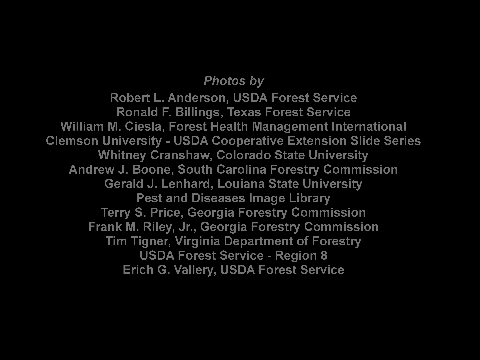 Photos by
Robert L. Anderson, USDA Forest Service
Ronald F. Billings, Texas Forest Service
William M. Ciesla, Forest Health Management International
Clemson University - USDA Cooperative Extension Slide Series
Whitney Cranshaw, Colorado State University
Andrew J. Boone, South Carolina Forestry Commission
Gerald J. Lenhard, Louiana State University
Pest and Diseases Image Library
Terry S. Price, Georgia Forestry Commission
Frank M. Riley, Jr., Georgia Forestry Commission
Tim Tigner, Virginia Department of Forestry
USDA Forest Service - Region 8
Erich G. Vallery, USDA Forest Service